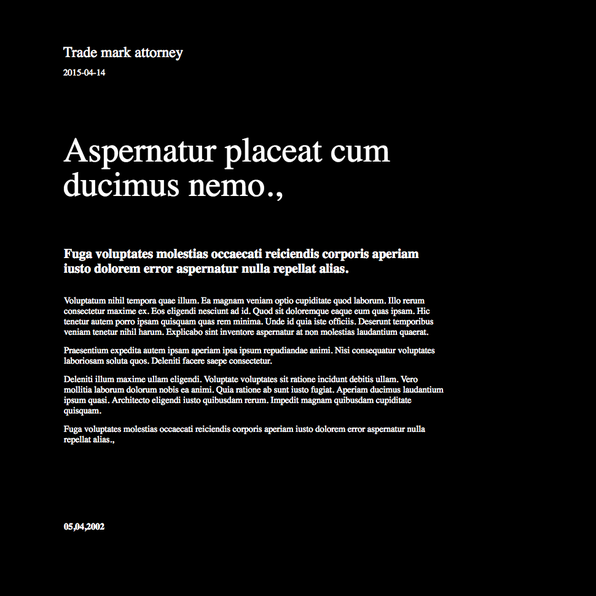 Trade mark attorney
2015-04-14
Aspernatur placeat cum
ducimus nemo.,
Fuga voluptates molestias occaecati reiciendis corporis aperiam
iusto dolorem error aspernatur nulla repellat alias.
Voluptatum nihil tempora quae illum. Ea magnam veniam optio cupiditate quod laborum. Illo rerum
consectetur maxime ex. Eos eligendi nesciunt ad id. Quod sit doloremque eaque eum quas ipsam. Hic
tenetur autem porro ipsam quisquam quas rem minima. Unde id quia iste officiis. Deserunt temporibus
veniam tenetur nihil harum. Explicabo sint inventore aspernatur at non molestias laudantium quaerat.
Praesentium expedita autem ipsam aperiam ipsa ipsum repudiandae animi. Nisi consequatur voluptates
laboriosam soluta quos. Deleniti facere saepe consectetur.
Deleniti illum maxime ullam eligendi. Voluptate voluptates sit ratione incidunt debitis ullam. Vero
mollitia laborum dolorum nobis ea animi. Quia ratione ab sunt iusto fugiat. Aperiam ducimus laudantium
ipsum quasi. Architecto eligendi iusto quibusdam rerum. Impedit magnam quibusdam cupiditate
quisquam.
Fuga voluptates molestias occaecati reiciendis corporis aperiam iusto dolorem error aspernatur nulla
repellat alias.,
05,04,2002